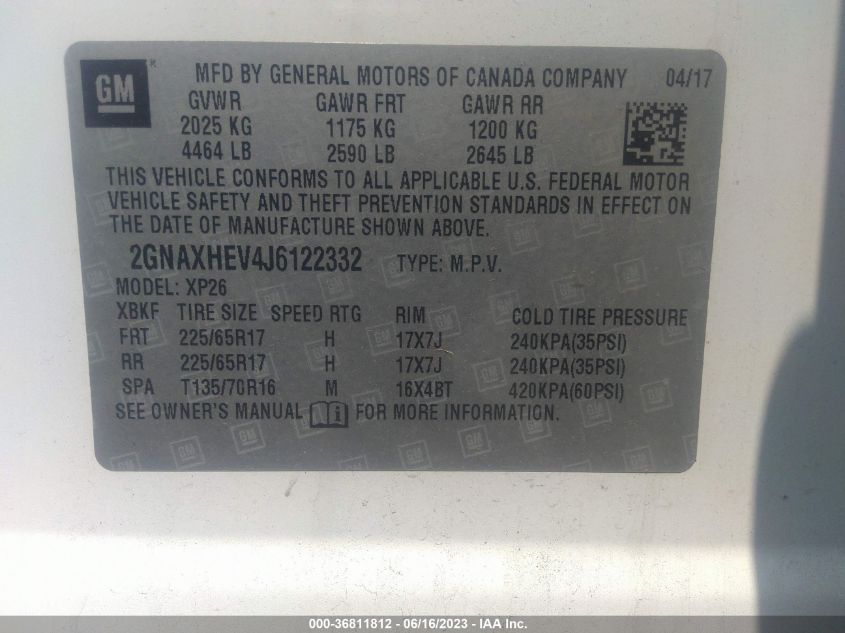 GM® MFD BY GENERAL MOTORS OF CANADA COMPANY 04/17
GVWR GAWR FRT GAWR RR
2025 KG 1175 KG 1200 KG
4464 LB 2590 LB 2645 LB
THIS VEHICLE CONFORMS TO ALL APPLICABLE U.S. FEDERAL MOTOR
VEHICLE SAFETY AND THEFT PREVENTION STANDARDS IN EFFECT ON
THE DATE OF MANUFACTURE SHOWN ABOVE.
2GNAXHEV4J6122332 TYPE: M.P.V.
MODEL: XP26
XBKF TIRE SIZE SPEED RTG RIM COLD TIRE PRESSURE
FRT 225/65R17 H 17X7J 240KPA(35PSI)
RR 225/65R17 H 17X7J 240KPA(35PSI)
SPA T135/70R16 M 16X4BT 420KPA(60PSI)
SEE OWNER'S MANUAL FOR MORE INFORMATION.
000-36811812 - 06/16/2023 - IAA Inc.